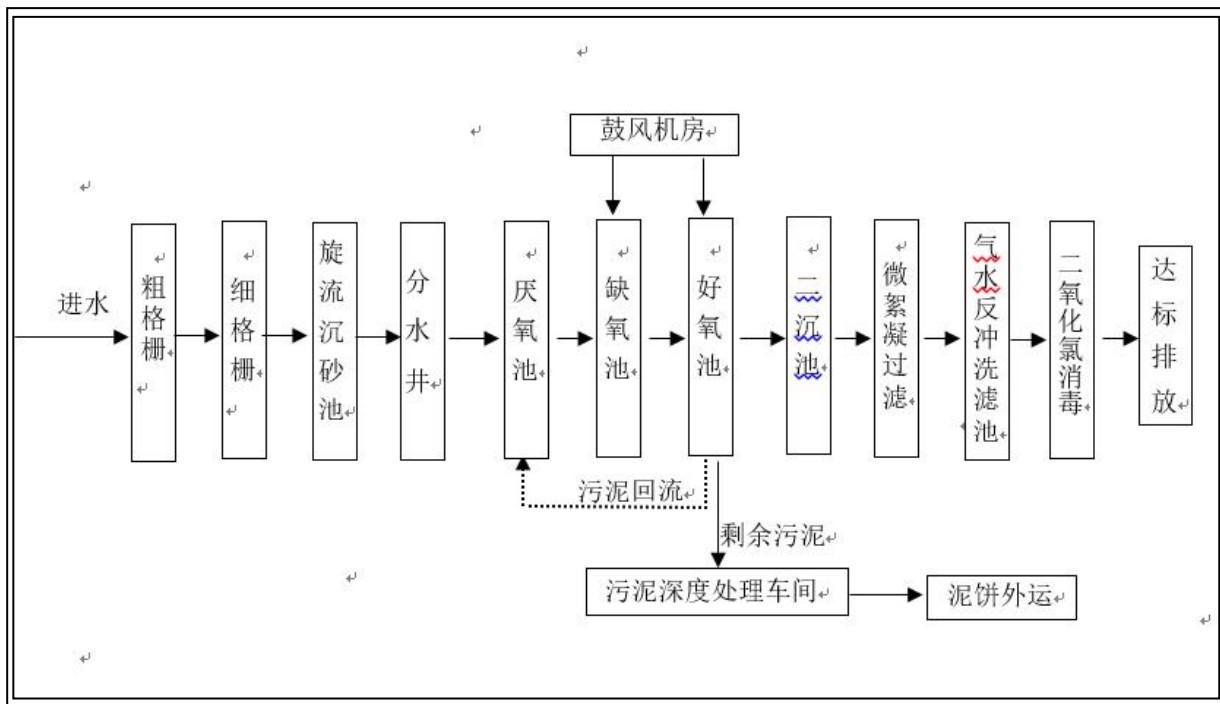 鼓风机房
进水
粗格栅
细格栅
旋流沉砂池
分水井
厌氧池
缺氧池
好氧池
二沉池
微絮凝过滤
气水反冲洗滤池
二氧化氯消毒
达标排放
污泥回流
剩余污泥
污泥深度处理车间
泥饼外运